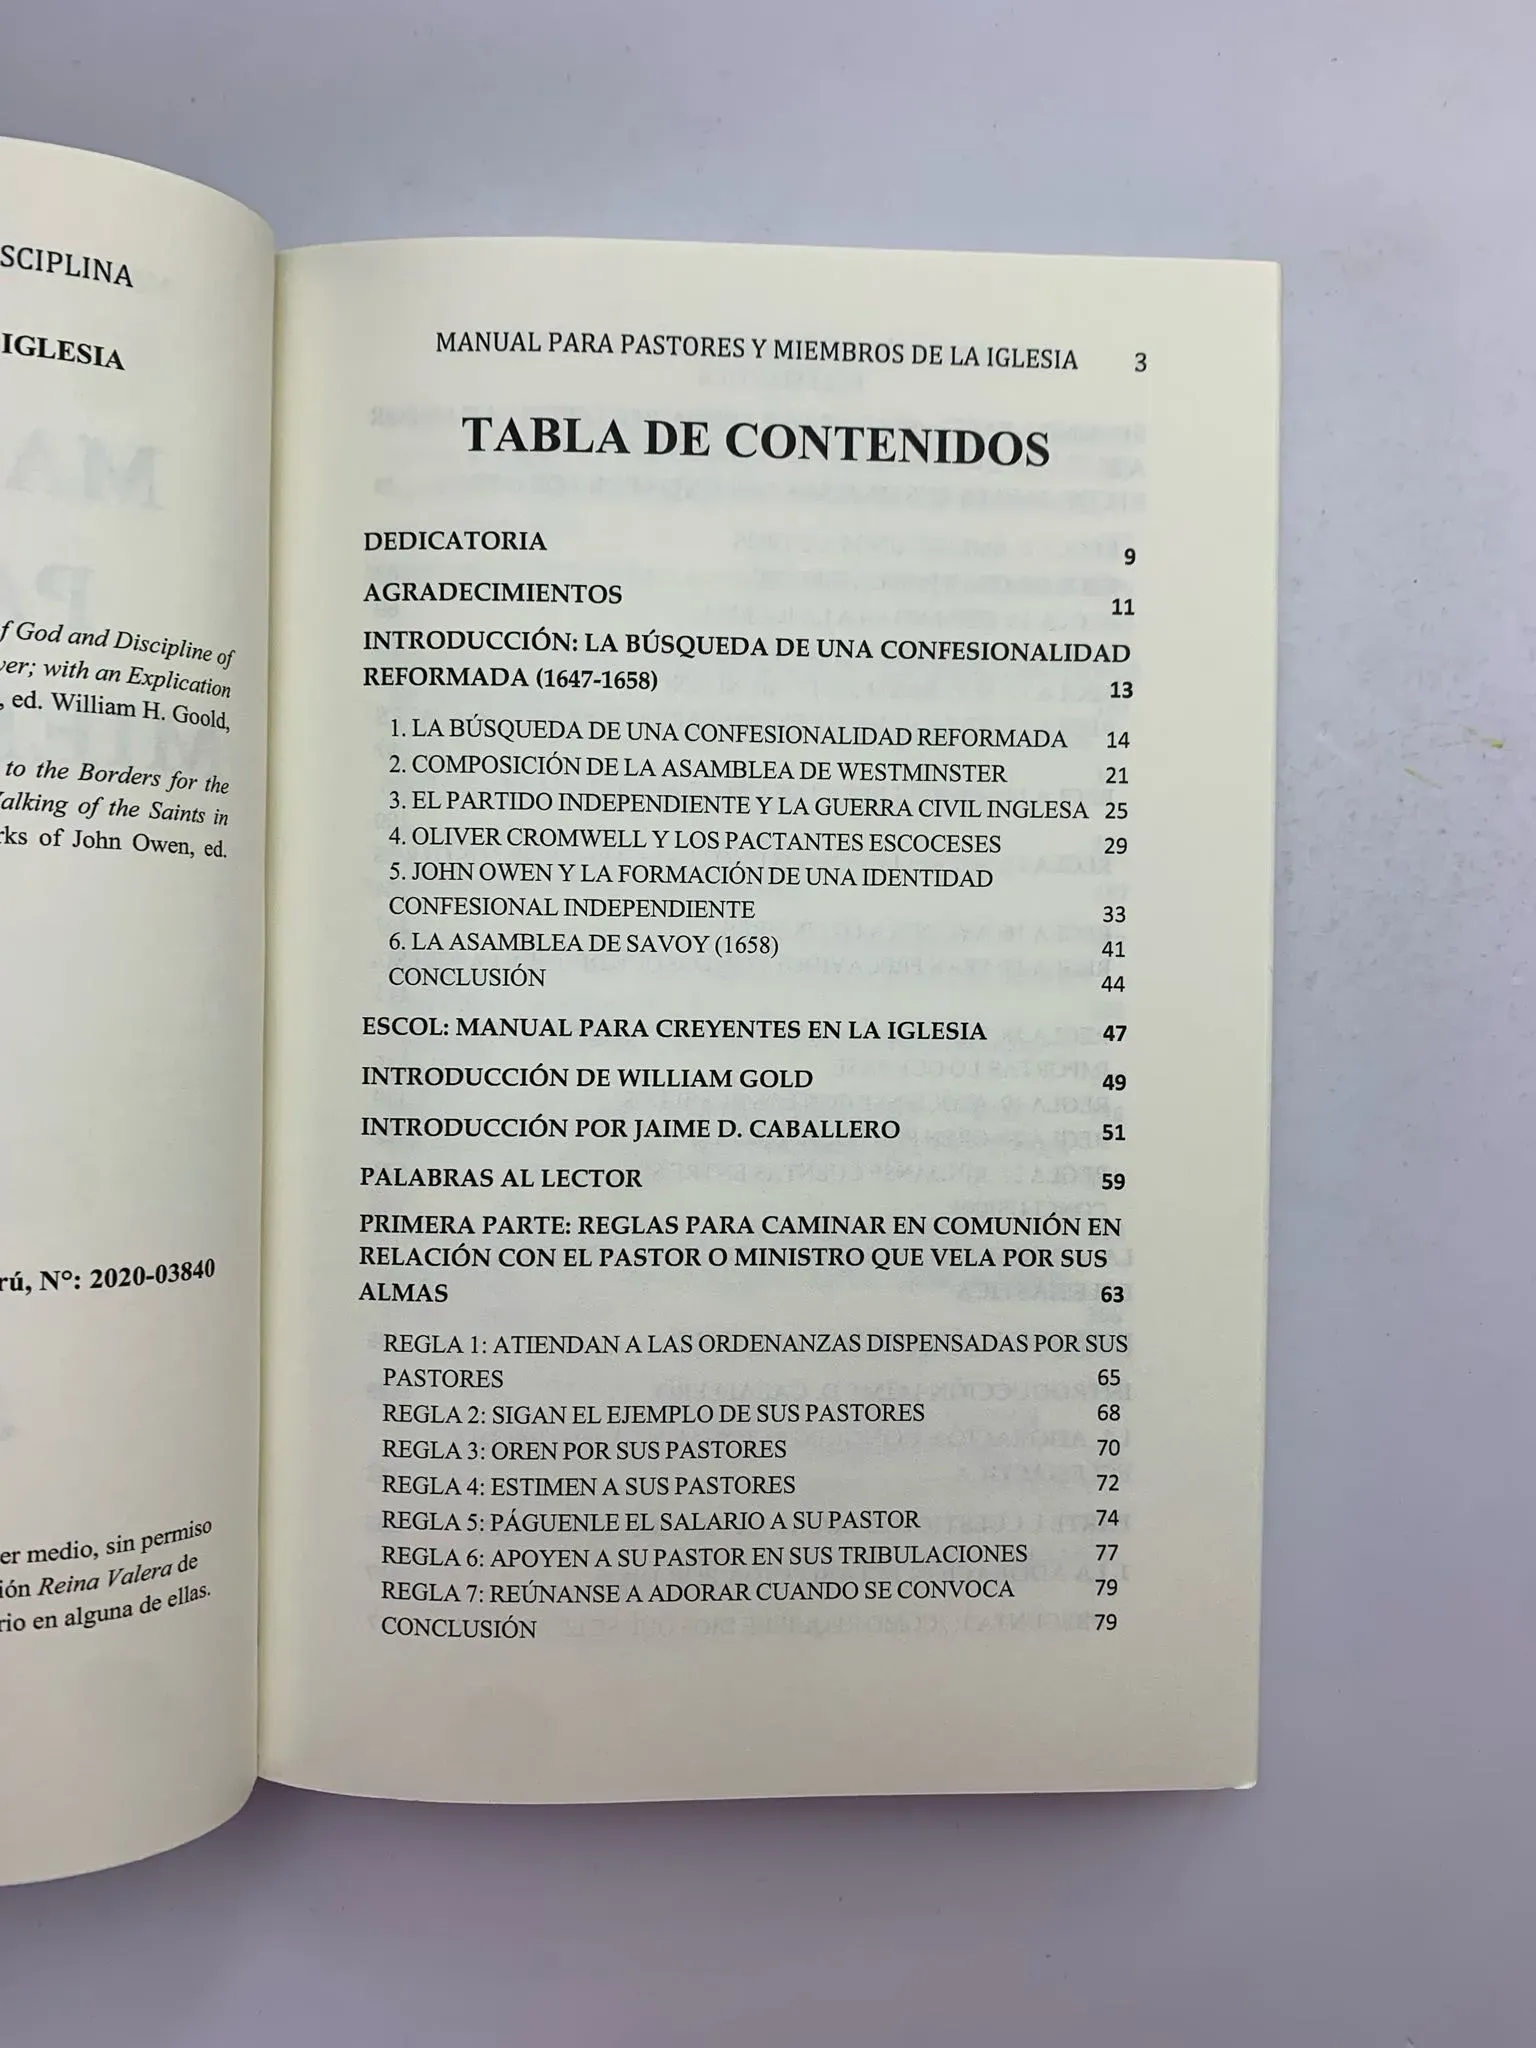 SCIPLINA
IGLESIA
f God and Discipline of
er; with an Explication
, ed. William H. Goold,
to the Borders for the
alking of the Saints in
rks of John Owen, ed.
rú, N°: 2020-03840
er medio, sin permiso
ión Reina Valera de
rio en alguna de ellas.
MANUAL PARA PASTORES Y MIEMBROS DE LA IGLESIA 3
TABLA DE CONTENIDOS
DEDICATORIA 9
AGRADECIMIENTOS 11
INTRODUCCIÓN: LA BÚSQUEDA DE UNA CONFESIONALIDAD
REFORMADA (1647-1658) 13
1. LA BÚSQUEDA DE UNA CONFESIONALIDAD REFORMADA 14
2. COMPOSICIÓN DE LA ASAMBLEA DE WESTMINSTER 21
3. EL PARTIDO INDEPENDIENTE Y LA GUERRA CIVIL INGLESA 25
4. OLIVER CROMWELL Y LOS PACTANTES ESCOCESES 29
5. JOHN OWEN Y LA FORMACIÓN DE UNA IDENTIDAD
CONFESIONAL INDEPENDIENTE 33
6. LA ASAMBLEA DE SAVOY (1658) 41
CONCLUSIÓN 44
ESCOL: MANUAL PARA CREYENTES EN LA IGLESIA 47
INTRODUCCIÓN DE WILLIAM GOLD 49
INTRODUCCIÓN POR JAIME D. CABALLERO 51
PALABRAS AL LECTOR 59
PRIMERA PARTE: REGLAS PARA CAMINAR EN COMUNIÓN EN
RELACIÓN CON EL PASTOR O MINISTRO QUE VELA POR SUS
ALMAS 63
REGLA 1: ATIENDAN A LAS ORDENANZAS DISPENSADAS POR SUS
PASTORES 65
REGLA 2: SIGAN EL EJEMPLO DE SUS PASTORES 68
REGLA 3: OREN POR SUS PASTORES 70
REGLA 4: ESTIMEN A SUS PASTORES 72
REGLA 5: PÁGUENLE EL SALARIO A SU PASTOR 74
REGLA 6: APOYEN A SU PASTOR EN SUS TRIBULACIONES 77
REGLA 7: REÚNANSE A ADORAR CUANDO SE CONVOCA 79
CONCLUSIÓN 79